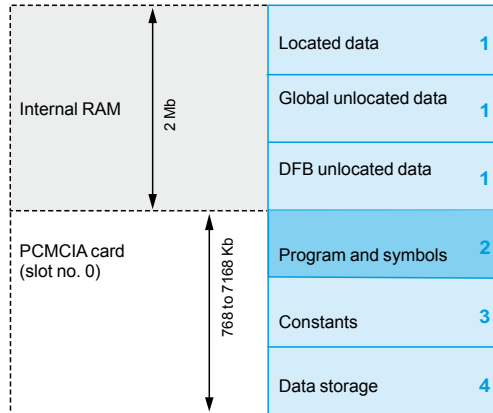 Located data 1
Internal RAM
2 Mb
Global unlocated data 1
DFB unlocated data 1
PCMCIA card
(slot no. 0)
768 to 7168 Kb
Program and symbols 2
Constants 3
Data storage 4